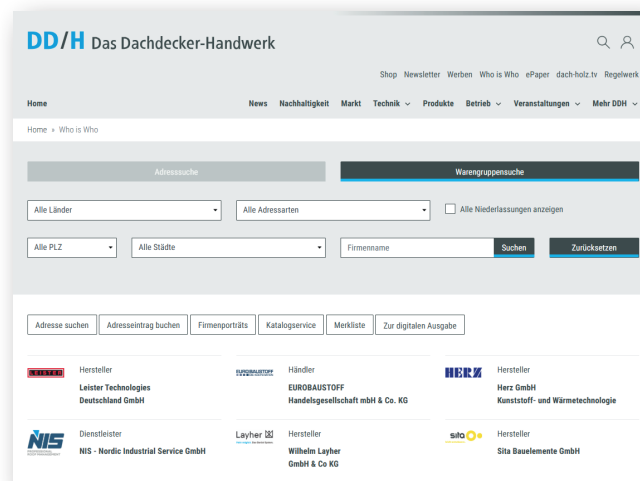 DD/H Das Dachdecker-Handwerk
Shop Newsletter Werben Who is Who ePaper dach-holz.tv Regelwerk
Home News Nachhaltigkeit Markt Technik Produkte Betrieb Veranstaltungen Mehr DDH
Home » Who is Who
Adresssuche Warengruppensuche
Alle Länder Alle Adressarten Alle Niederlassungen anzeigen
Alle PLZ Alle Städte Firmenname Suchen Zurücksetzen
Adresse suchen Adresseintrag buchen Firmenporträts Katalogservice Merkliste Zur digitalen Ausgabe
LEISTER Hersteller EUROBAUSTOFF Händler HERZ Hersteller
Leister Technologies EUROBAUSTOFF Herz GmbH
Deutschland GmbH Handelsgesellschaft mbH & Co. KG Kunststoff- und Wärmetechnologie
NIS Dienstleister Layher Hersteller sita Hersteller
NIS - Nordic Industrial Service GmbH Wilhelm Layher Sita Bauelemente GmbH
GmbH & Co KG